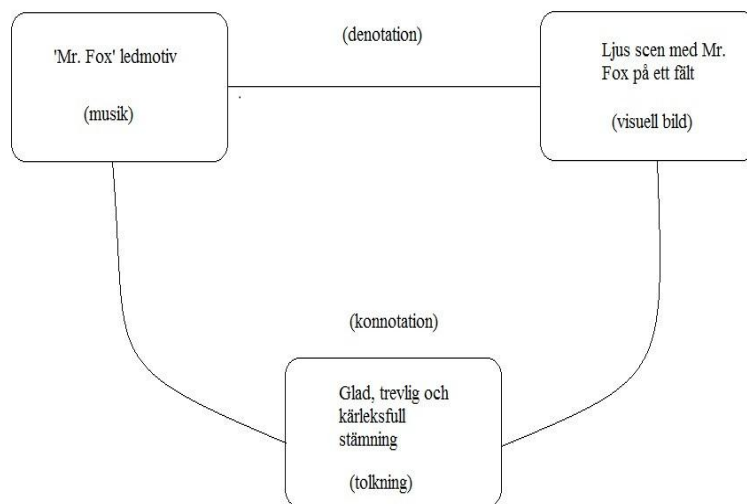 'Mr. Fox' ledmotiv
(musik)
(denotation)
Ljus scen med Mr.
Fox på ett fält
(visuell bild)
(konnotation)
Glad, trevlig och
kärleksfull
stämning
(tolkning)